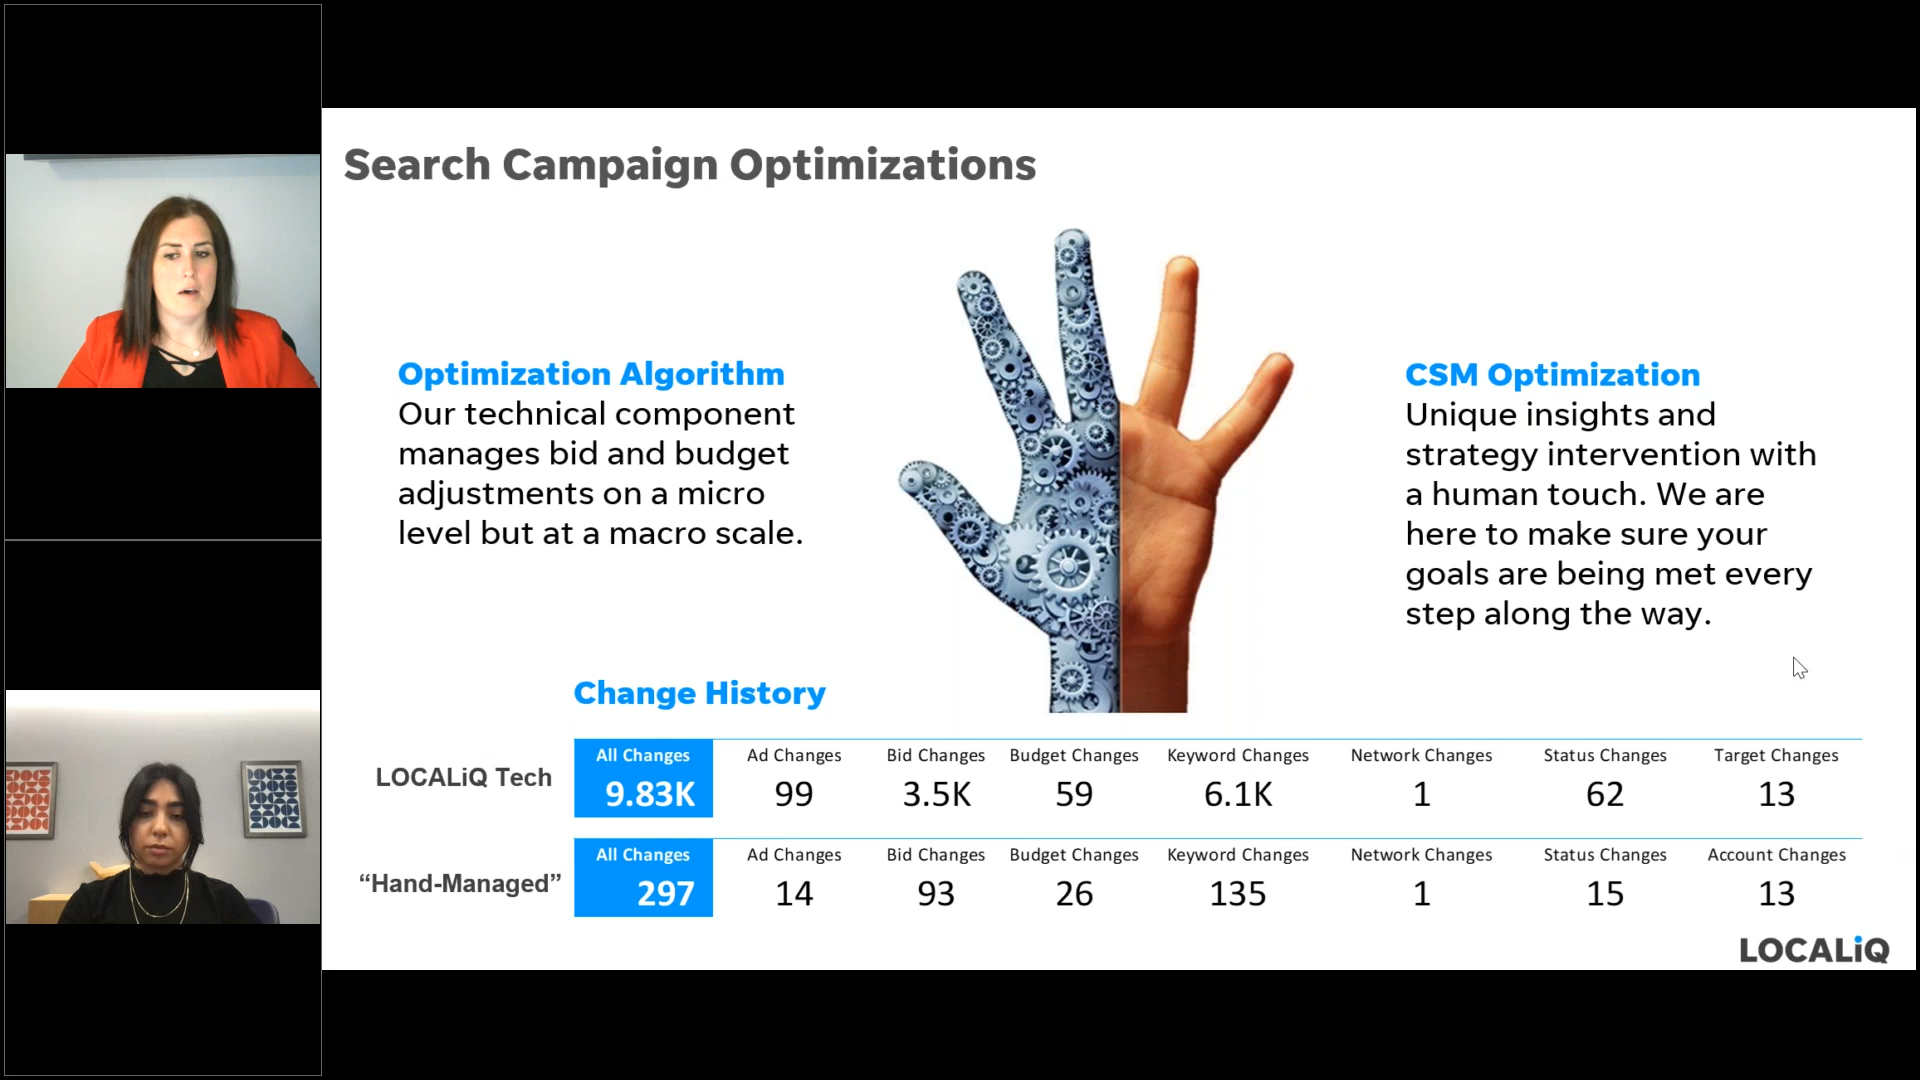 Search Campaign Optimizations
Optimization Algorithm
Our technical component
manages bid and budget
adjustments on a micro
level but at a macro scale.
CSM Optimization
Unique insights and
strategy intervention with
a human touch. We are
here to make sure your
goals are being met every
step along the way.
Change History
LOCALiQ Tech
All Changes Ad Changes Bid Changes Budget Changes Keyword Changes Network Changes Status Changes Target Changes
9.83K 99 3.5K 59 6.1K 1 62 13
“Hand-Managed”
All Changes Ad Changes Bid Changes Budget Changes Keyword Changes Network Changes Status Changes Account Changes
297 14 93 26 135 1 15 13
LOCALiQ